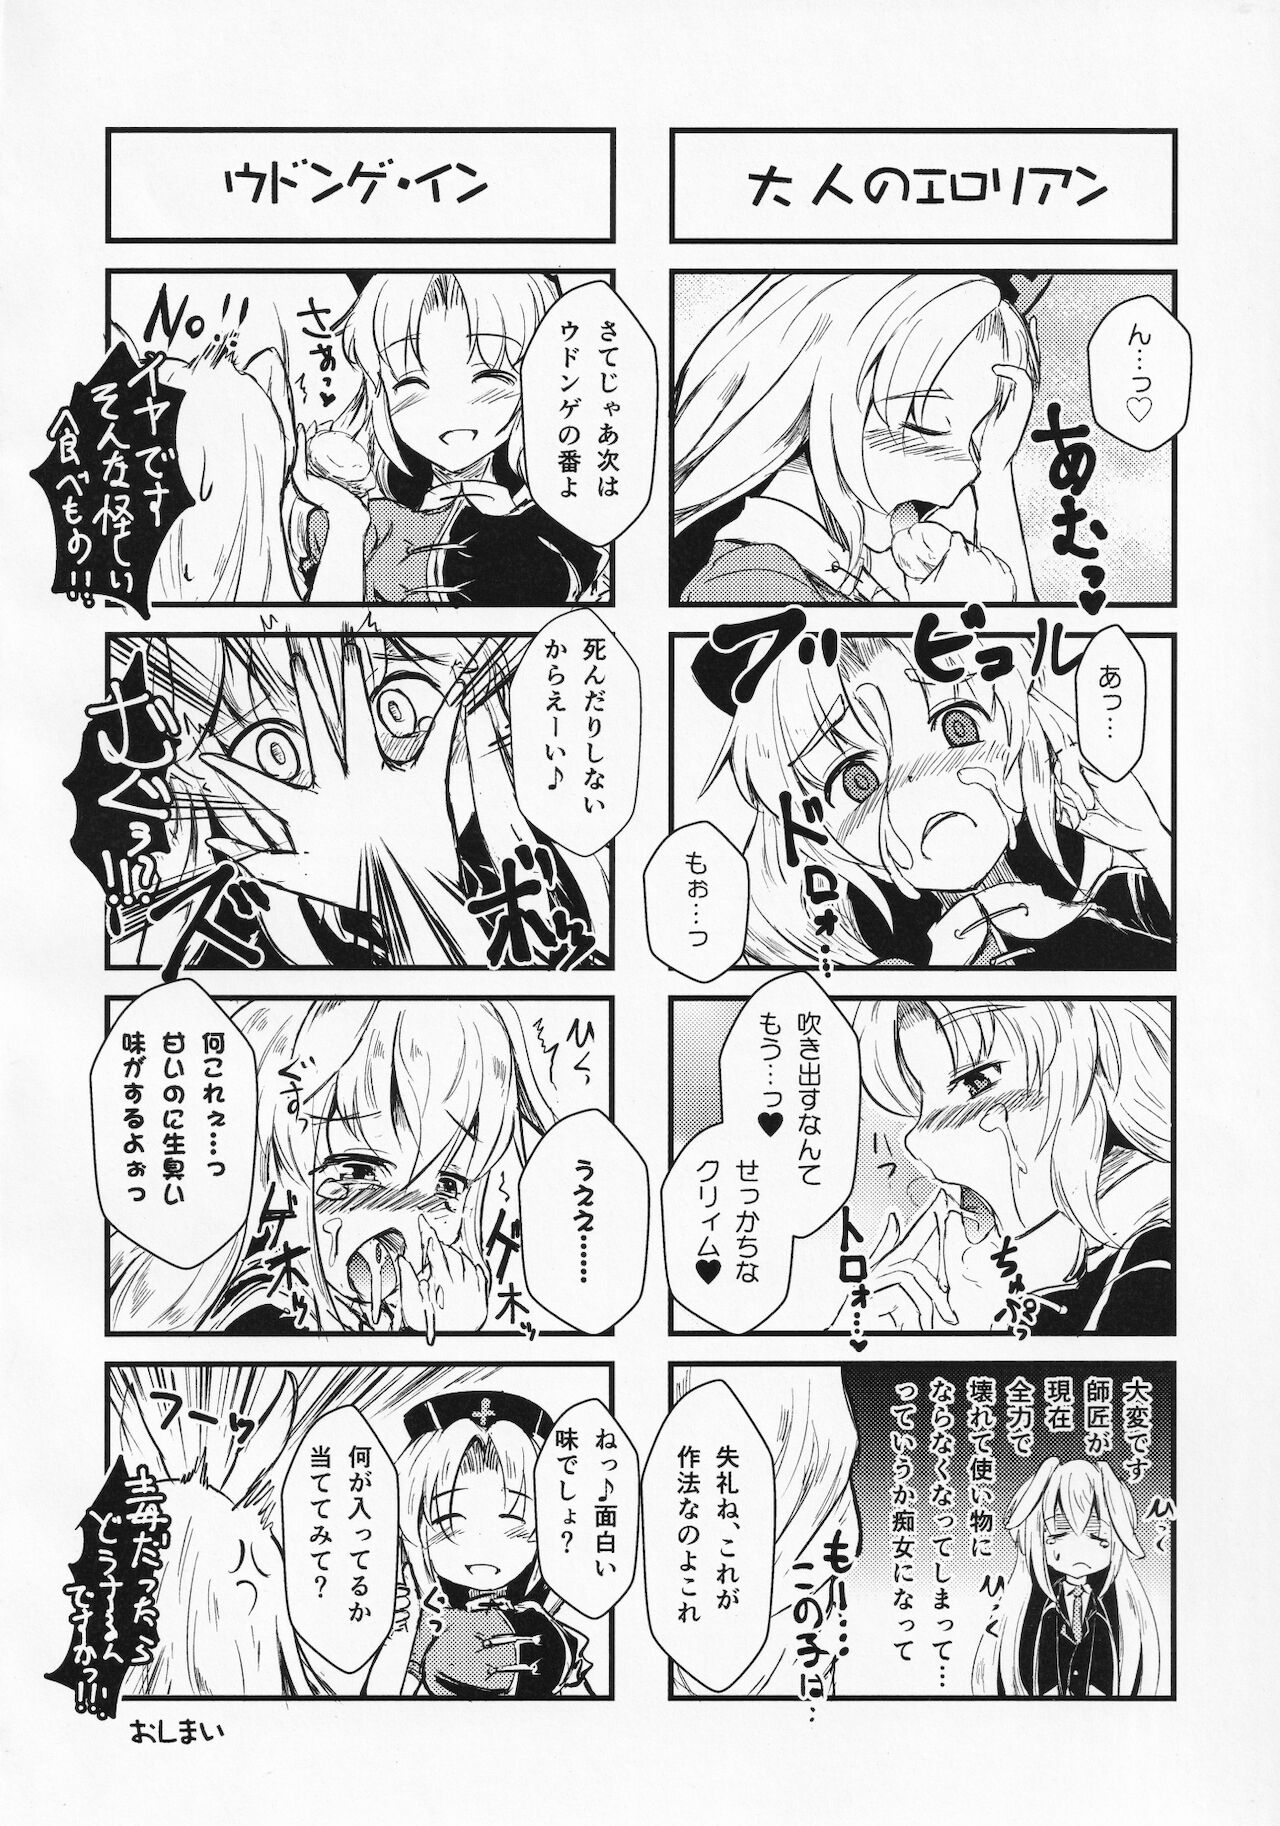 大人のエロリアン
ん…っ♡
あむっ♥
あっ…
ブビュル
もぉ…っ
ドロォ…♥
吹き出すなんて
もう…っ♥
せっかちな
クリィム♥
トロォ…♥
ちゅぷっ
大変です
師匠が
現在
全力で
壊れて使い物に
ならなくなってしまって…
っていうか痴女になって
ひっく
ひっく
失礼ね、これが
作法なのよこれ
もー…
この子は…
ウドンゲ・イン
さてじゃあ次は
ウドンゲの番よ
さぁっ♥
No!!
イヤです
そんな怪しい
食べもの!!
死んだりしない
からえーい♪
むぐぅ!!!?
ズボッ
ひっく
ぐすっ
うええ……
ゲホッ
ゲホッ
何これぇ…っ
甘いのに生臭い
味がするよぉっ
ねっ♪面白い
味でしょ?
何が入ってるか
当ててみて?
ぐっ
フーッ
毒だったら
どうするん
ですかっ!!
おしまい